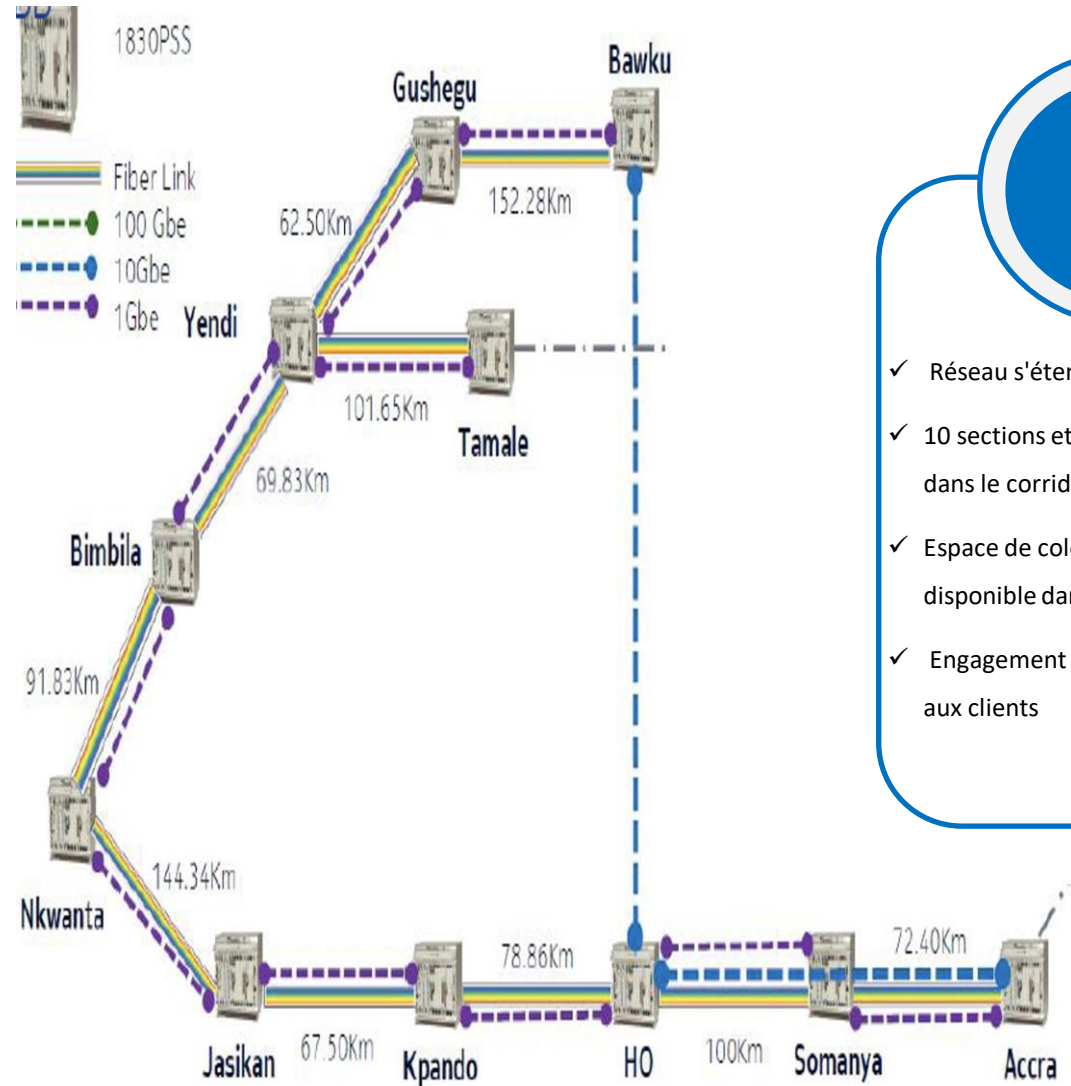 1830PSS
Fiber Link
100 Gbe
10Gbe
1Gbe
Bawku
Gushegu
152.28Km
62.50Km
Yendi
101.65Km
Tamale
69.83Km
Bimbila
91.83Km
144.34Km
Nkwanta
78.86Km
72.40Km
Jasikan
67.50Km
Kpando
HO
100Km
Somanya
Accra
✓ Réseau s'éten
✓ 10 sections et
dans le corrid
✓ Espace de col
disponible dan
✓ Engagement
aux clients